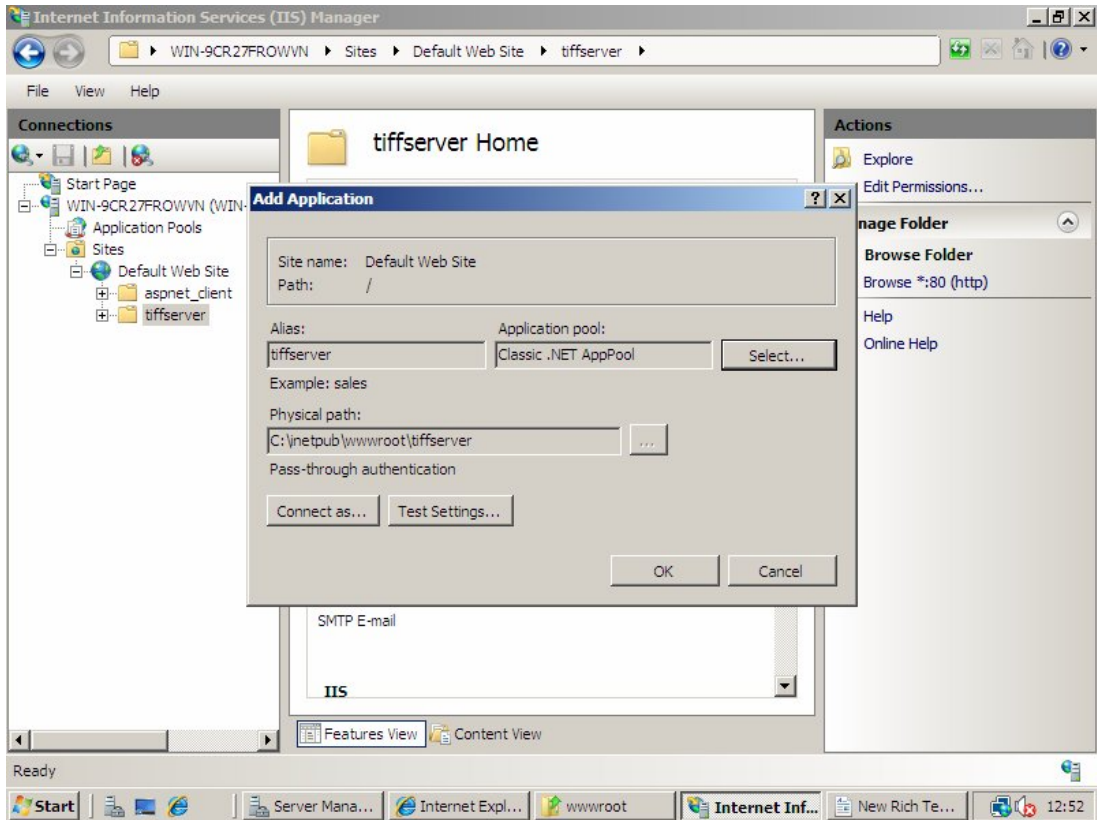 Internet Information Services (IIS) Manager
WIN-9CR27FROWVN Sites Default Web Site tiffserver
File View Help
Connections
Start Page
WIN-9CR27FROWVN (WIN-
Application Pools
Sites
Default Web Site
aspnet_client
tiffserver
tiffserver Home
Add Application
Site name: Default Web Site
Path: /
Alias: Application pool:
tiffserver Classic .NET AppPool Select...
Example: sales
Physical path:
C:\inetpub\wwwroot\tiffserver ...
Pass-through authentication
Connect as... Test Settings...
OK Cancel
SMTP E-mail
IIS
Features View Content View
Actions
Explore
Edit Permissions...
nage Folder
Browse Folder
Browse *:80 (http)
Help
Online Help
Ready
Start Server Mana... Internet Expl... wwwroot Internet Inf... New Rich Te... 12:52